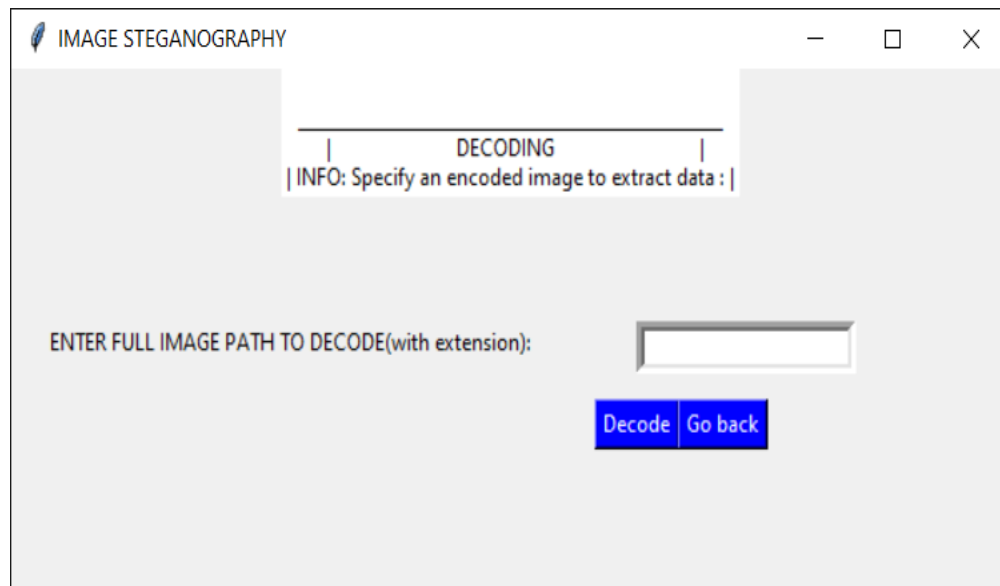 IMAGE STEGANOGRAPHY
| DECODING |
| INFO: Specify an encoded image to extract data : |
ENTER FULL IMAGE PATH TO DECODE(with extension):
Decode Go back